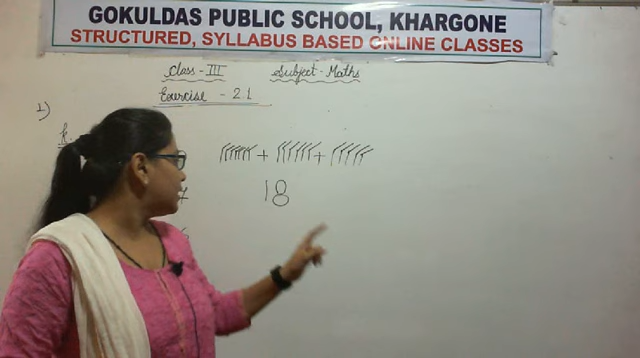 GOKULDAS PUBLIC SCHOOL, KHARGONE
STRUCTURED, SYLLABUS BASED ONLINE CLASSES
Class - III Subject - Maths
Exercise - 2.1
1)
+ +
18